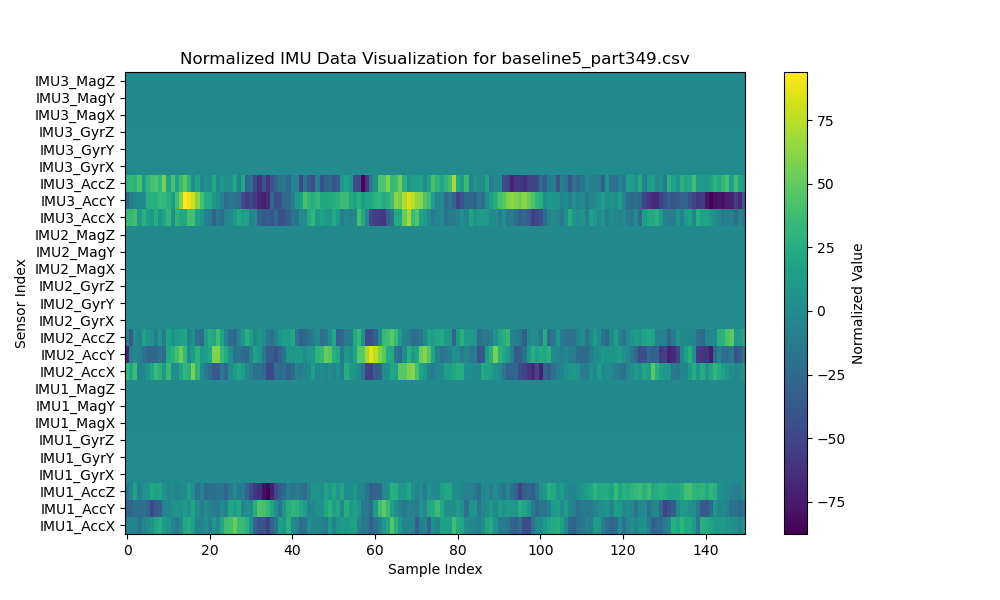 Normalized IMU Data Visualization for baseline5_part349.csv
IMU3_MagZ
IMU3_MagY
IMU3_MagX
IMU3_GyrZ
IMU3_GyrY
IMU3_GyrX
IMU3_AccZ
IMU3_AccY
IMU3_AccX
IMU2_MagZ
IMU2_MagY
IMU2_MagX
IMU2_GyrZ
IMU2_GyrY
IMU2_GyrX
IMU2_AccZ
IMU2_AccY
IMU2_AccX
IMU1_MagZ
IMU1_MagY
IMU1_MagX
IMU1_GyrZ
IMU1_GyrY
IMU1_GyrX
IMU1_AccZ
IMU1_AccY
IMU1_AccX
Sensor Index
0 20 40 60 80 100 120 140
Sample Index
75
50
25
0
−25
−50
−75
Normalized Value